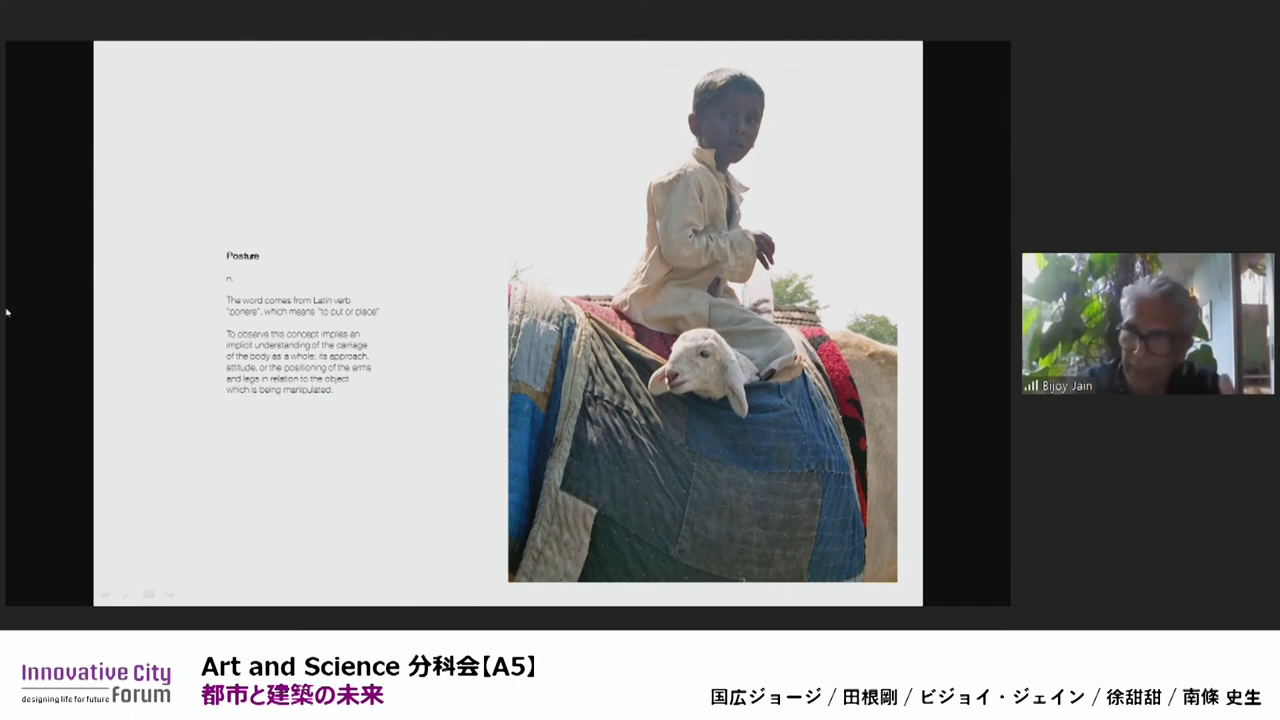 Posture
n.
The word comes from Latin verb
"ponere", which means "to put or place"
To observe this concept implies an
implicit understanding of the carriage
of the body as a whole; its approach,
attitude, or the positioning of the arms
and legs in relation to the object
which is being manipulated.
Bijoy Jain
Innovative City
designing life for future Forum
Art and Science 分科会【A5】
都市と建築の未来
国広ジョージ / 田根剛 / ビジョイ・ジェイン / 徐甜甜 / 南條 史生